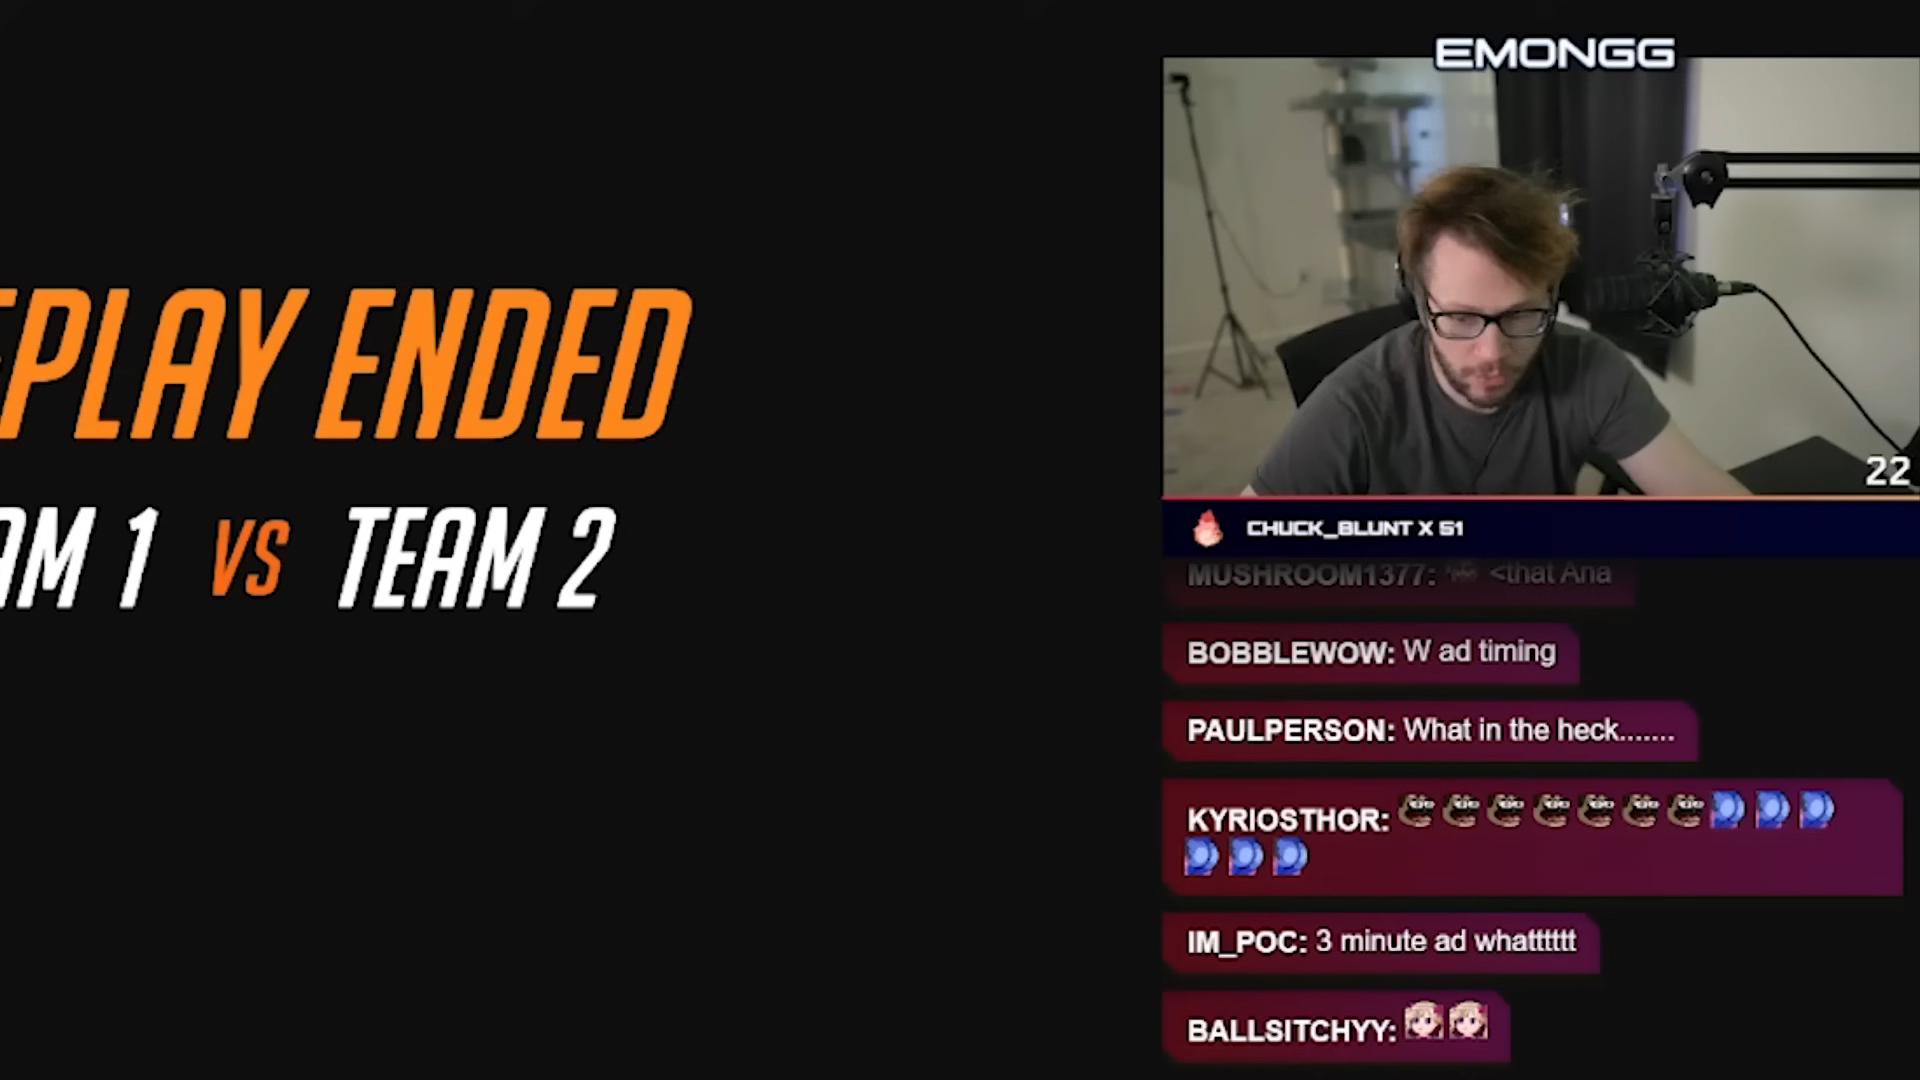 EMONGG
PLAY ENDED
AM 1 VS TEAM 2
22
CHUCK_BLUNT X 51
MUSHROOM1377: <that Ana
BOBBLEWOW: W ad timing
PAULPERSON: What in the heck.......
KYRIOSTHOR:
IM_POC: 3 minute ad whatttttt
BALLSITCHYY: